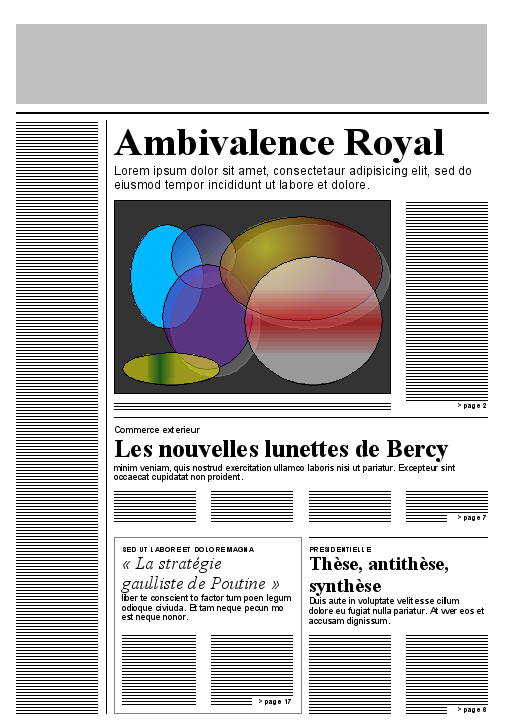 Ambivalence Royal
Lorem ipsum dolor sit amet, consectetaur adipisicing elit, sed do
eiusmod tempor incididunt ut labore et dolore.
> page 2
Commerce exterieur
Les nouvelles lunettes de Bercy
minim veniam, quis nostrud exercitation ullamco laboris nisi ut pariatur. Excepteur sint
occaecat cupidatat non proident.
> page 7
SED UT LABORE ET DOLORE MAGNA
« La stratégie
gaulliste de Poutine »
liber te conscient to factor tum poen legum
odioque civiuda. Et tam neque pecun mo
est neque nonor.
> page 17
PRESIDENTIELLE
Thèse, antithèse,
synthèse
Duis aute in voluptate velit esse cillum
dolore eu fugiat nulla pariatur. At vver eos et
accusam dignissum.
> page 6